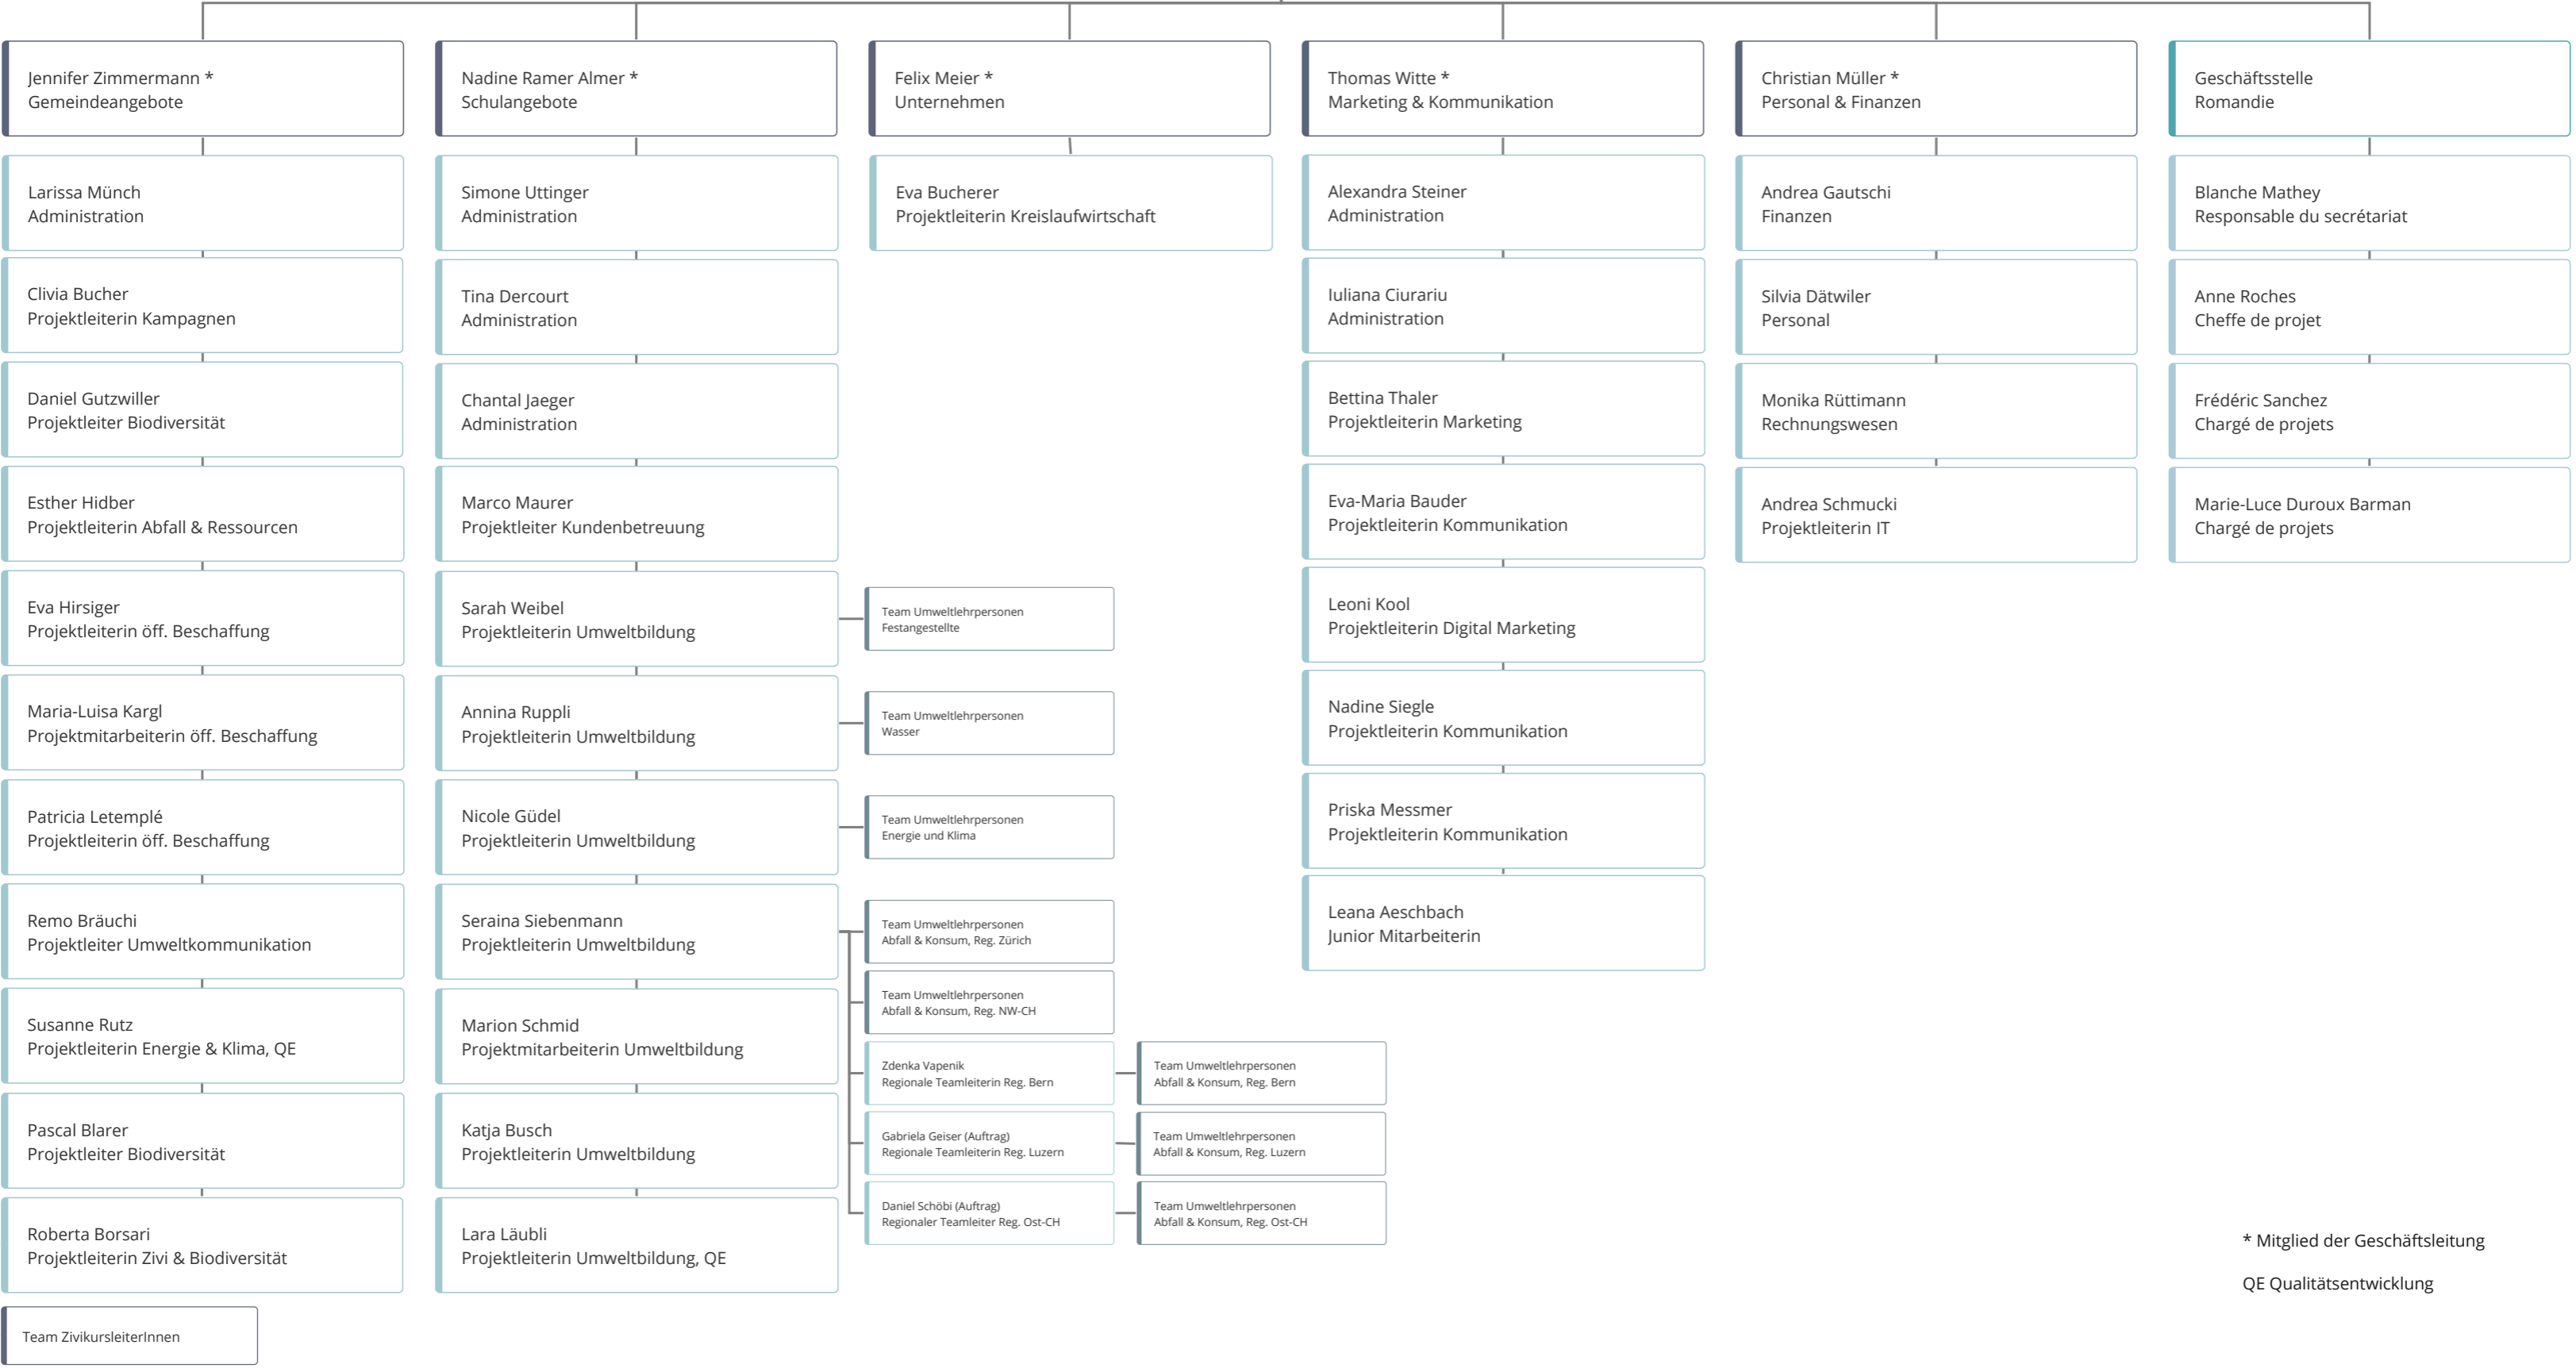 Jennifer Zimmermann *
Gemeindeangebote
Larissa Münch
Administration
Clivia Bucher
Projektleiterin Kampagnen
Daniel Gutzwiller
Projektleiter Biodiversität
Esther Hidber
Projektleiterin Abfall & Ressourcen
Eva Hirsiger
Projektleiterin öff. Beschaffung
Maria-Luisa Kargl
Projektmitarbeiterin öff. Beschaffung
Patricia Letemplé
Projektleiterin öff. Beschaffung
Remo Bräuchi
Projektleiter Umweltkommunikation
Susanne Rutz
Projektleiterin Energie & Klima, QE
Pascal Blarer
Projektleiter Biodiversität
Roberta Borsari
Projektleiterin Zivi & Biodiversität
Team ZivikursleiterInnen
Nadine Ramer Almer *
Schulangebote
Simone Uttinger
Administration
Tina Dercourt
Administration
Chantal Jaeger
Administration
Marco Maurer
Projektleiter Kundenbetreuung
Sarah Weibel
Projektleiterin Umweltbildung
Team Umweltlehrpersonen
Festangestellte
Annina Ruppli
Projektleiterin Umweltbildung
Team Umweltlehrpersonen
Wasser
Nicole Güdel
Projektleiterin Umweltbildung
Team Umweltlehrpersonen
Energie und Klima
Seraina Siebenmann
Projektleiterin Umweltbildung
Team Umweltlehrpersonen
Abfall & Konsum, Reg. Zürich
Team Umweltlehrpersonen
Abfall & Konsum, Reg. NW-CH
Zdenka Vapenik
Regionale Teamleiterin Reg. Bern
Team Umweltlehrpersonen
Abfall & Konsum, Reg. Bern
Gabriela Geiser (Auftrag)
Regionale Teamleiterin Reg. Luzern
Team Umweltlehrpersonen
Abfall & Konsum, Reg. Luzern
Daniel Schöbi (Auftrag)
Regionaler Teamleiter Reg. Ost-CH
Team Umweltlehrpersonen
Abfall & Konsum, Reg. Ost-CH
Marion Schmid
Projektmitarbeiterin Umweltbildung
Katja Busch
Projektleiterin Umweltbildung
Lara Läubli
Projektleiterin Umweltbildung, QE
Felix Meier *
Unternehmen
Eva Bucherer
Projektleiterin Kreislaufwirtschaft
Thomas Witte *
Marketing & Kommunikation
Alexandra Steiner
Administration
Iuliana Ciurariu
Administration
Bettina Thaler
Projektleiterin Marketing
Eva-Maria Bauder
Projektleiterin Kommunikation
Leoni Kool
Projektleiterin Digital Marketing
Nadine Siegle
Projektleiterin Kommunikation
Priska Messmer
Projektleiterin Kommunikation
Leana Aeschbach
Junior Mitarbeiterin
Christian Müller *
Personal & Finanzen
Andrea Gautschi
Finanzen
Silvia Dätwiler
Personal
Monika Rüttimann
Rechnungswesen
Andrea Schmucki
Projektleiterin IT
Geschäftsstelle
Romandie
Blanche Mathey
Responsable du secrétariat
Anne Roches
Cheffe de projet
Frédéric Sanchez
Chargé de projets
Marie-Luce Duroux Barman
Chargé de projets
* Mitglied der Geschäftsleitung
QE Qualitätsentwicklung